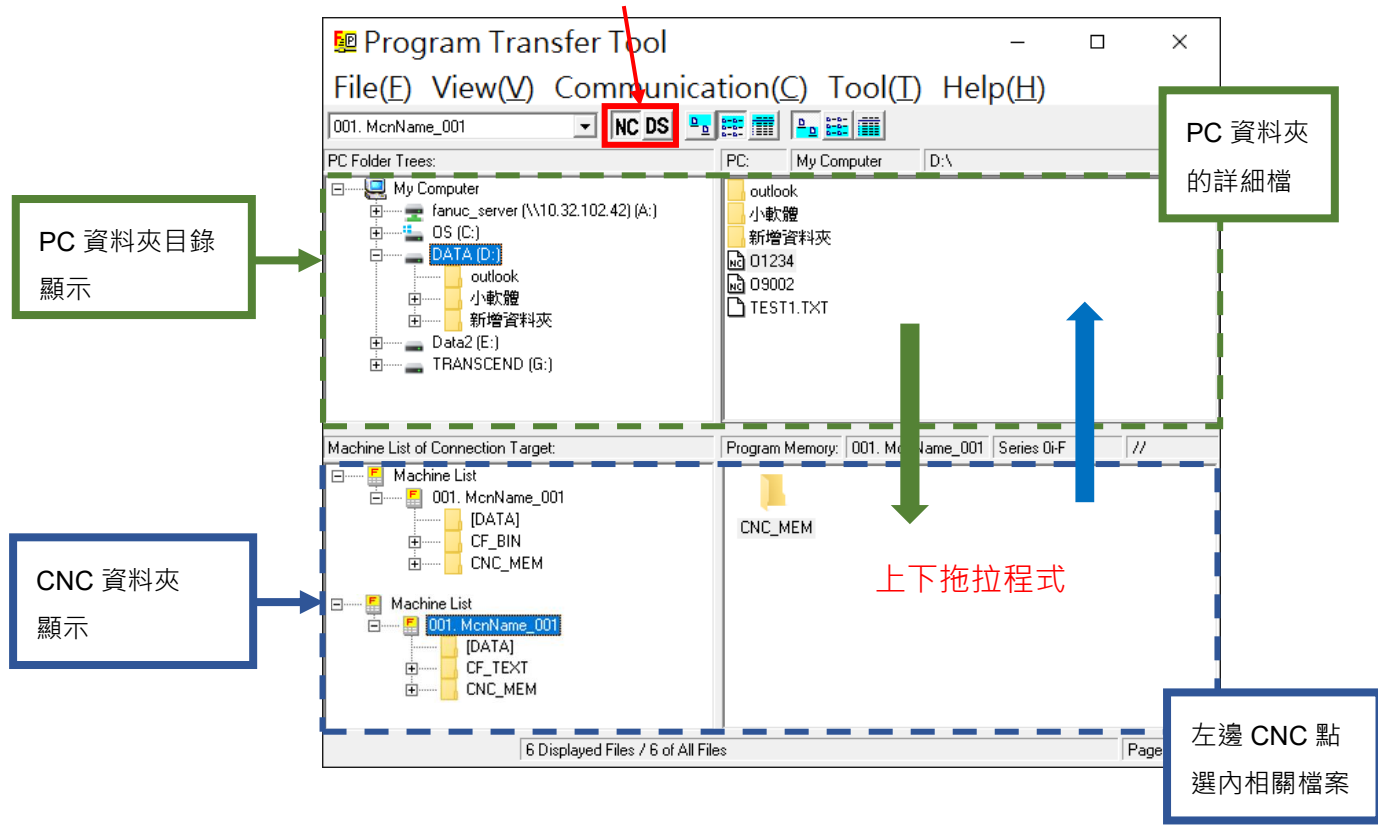 Program Transfer Tool
File(F) View(V) Communication(C) Tool(T) Help(H)
001. McnName_001
NC DS
PC Folder Trees:
PC: My Computer D:\
My Computer
fanuc_server (\\10.32.102.42) (A:)
OS (C:)
DATA (D:)
outlook
小軟體
新增資料夾
Data2 (E:)
TRANSCEND (G:)
outlook
小軟體
新增資料夾
O1234
O9002
TEST1.TXT
PC 資料夾
的詳細檔
PC 資料夾目錄
顯示
Machine List of Connection Target:
Program Memory: 001. McnName_001 Series 0i-F //
Machine List
001. McnName_001
[DATA]
CF_BIN
CNC_MEM
Machine List
001. McnName_001
[DATA]
CF_TEXT
CNC_MEM
CNC_MEM
上下拖拉程式
CNC 資料夾
顯示
左邊 CNC 點
選內相關檔案
6 Displayed Files / 6 of All Files
Page